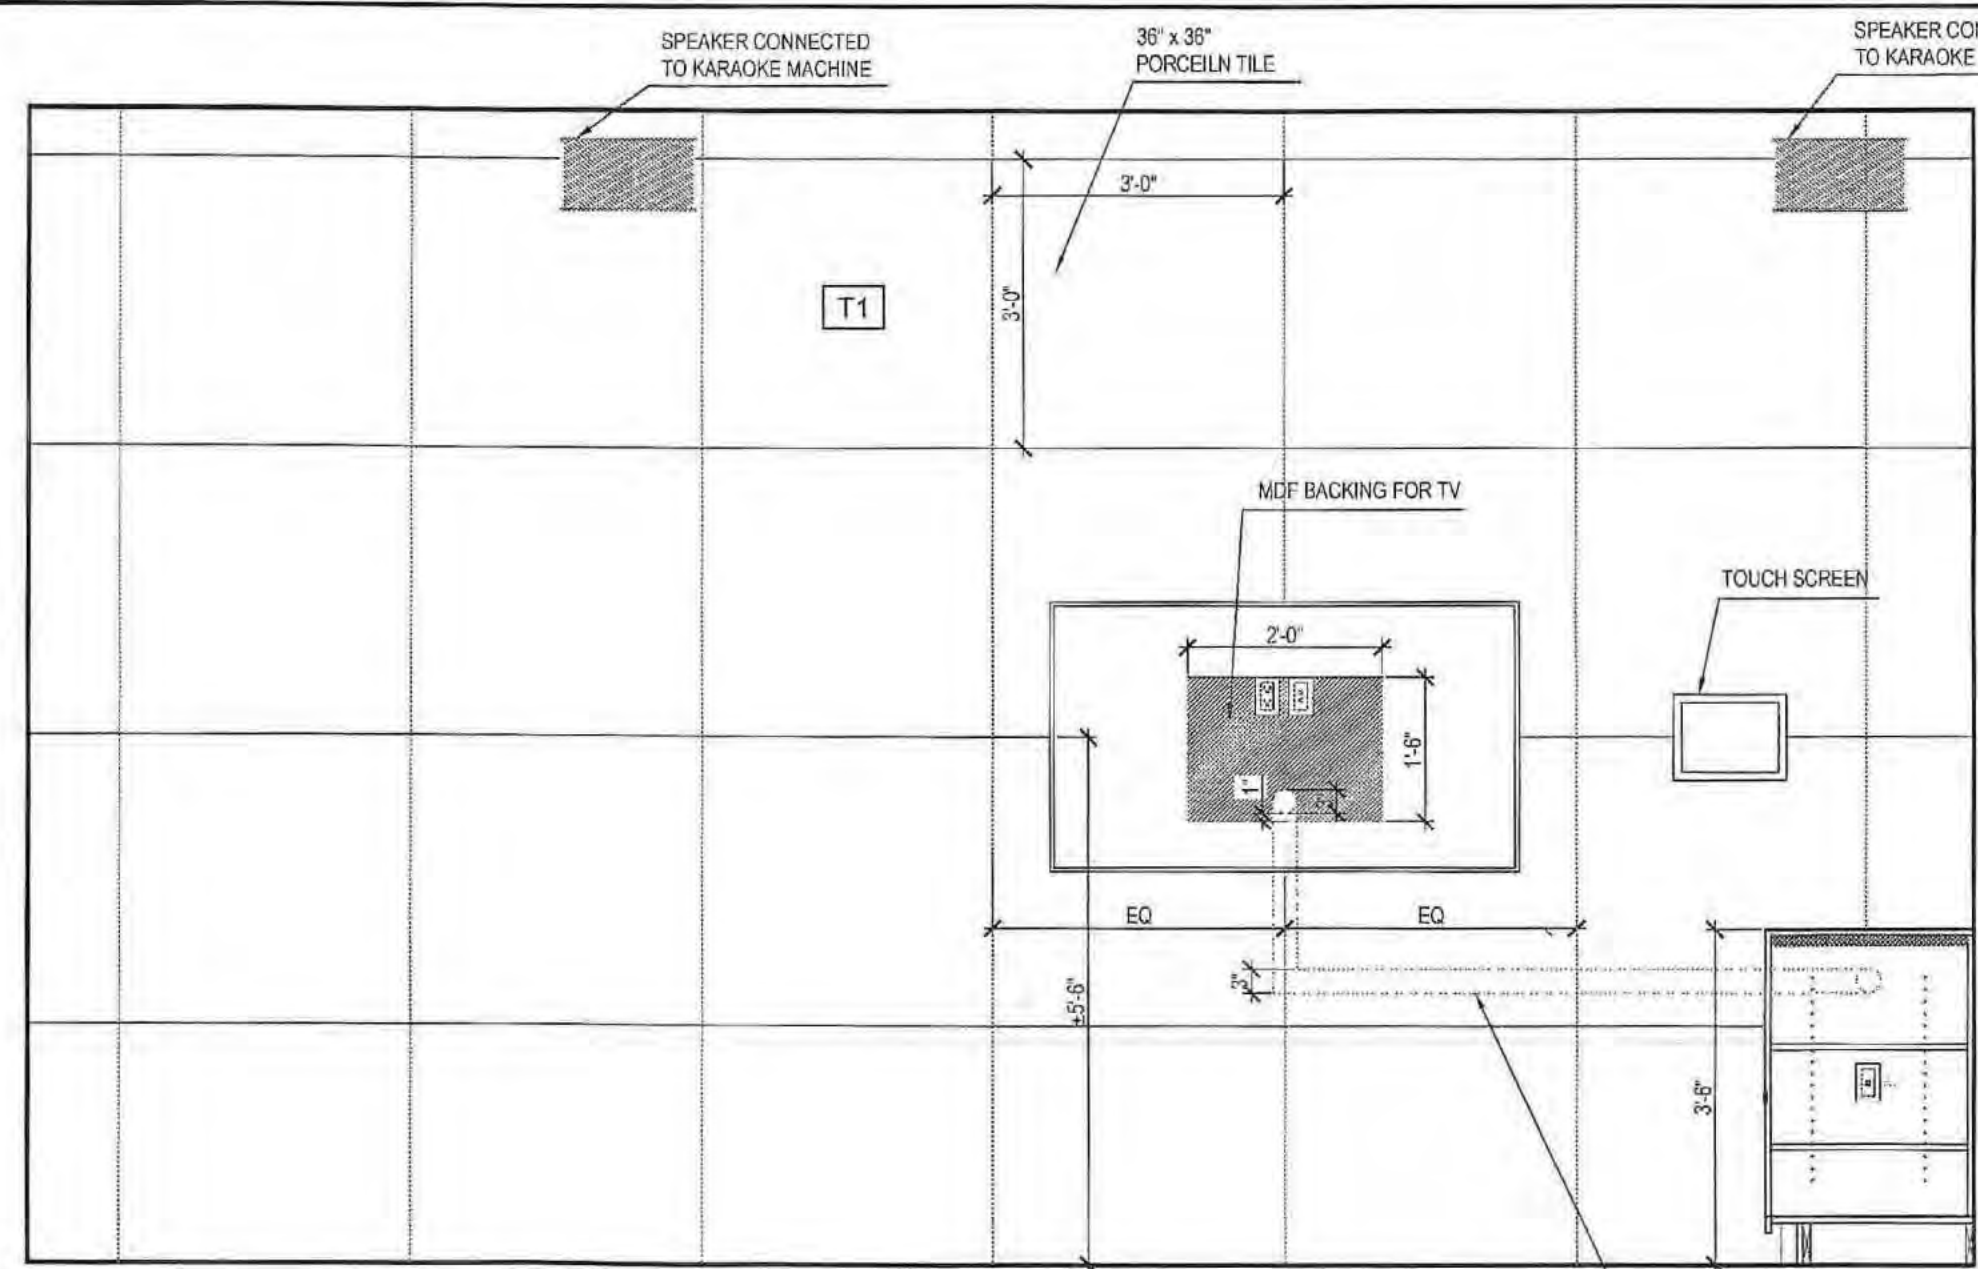 SPEAKER CONNECTED
TO KARAOKE MACHINE
36" x 36"
PORCEILN TILE
SPEAKER CO
TO KARAOKE
3'-0"
3'-0"
T1
MDF BACKING FOR TV
TOUCH SCREEN
2'-0"
1'-6"
1"
EQ
EQ
3"
±5'-6"
3'-6"